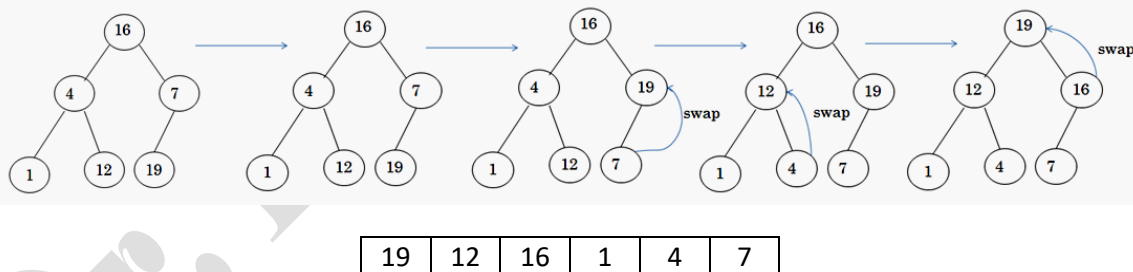 16 16 16 16 19
swap
4 7 4 7 4 19 12 19 12 16
swap swap
1 12 19 1 12 19 1 12 7 1 4 7 1 4 7
19 12 16 1 4 7